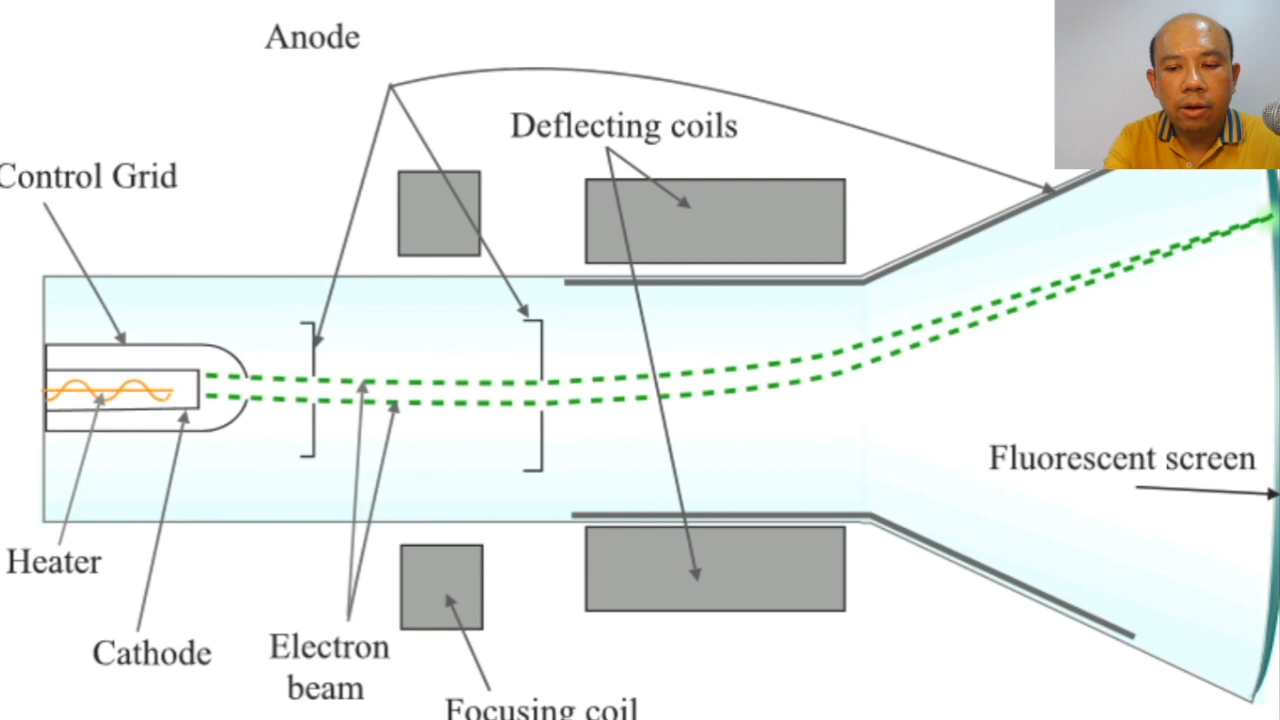 Anode
Deflecting coils
Control Grid
Fluorescent screen
Heater
Cathode
Electron
beam
Focusing coil